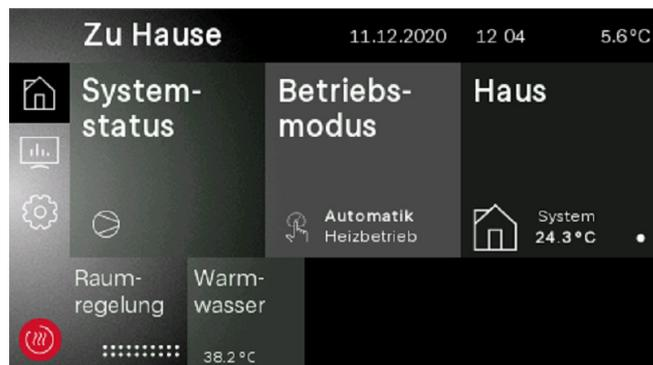 Zu Hause 11.12.2020 12 04 5.6°C
System-
status
Betriebs-
modus
Automatik
Heizbetrieb
Haus
System
24.3°C
Raum-
regelung
Warm-
wasser
38.2°C